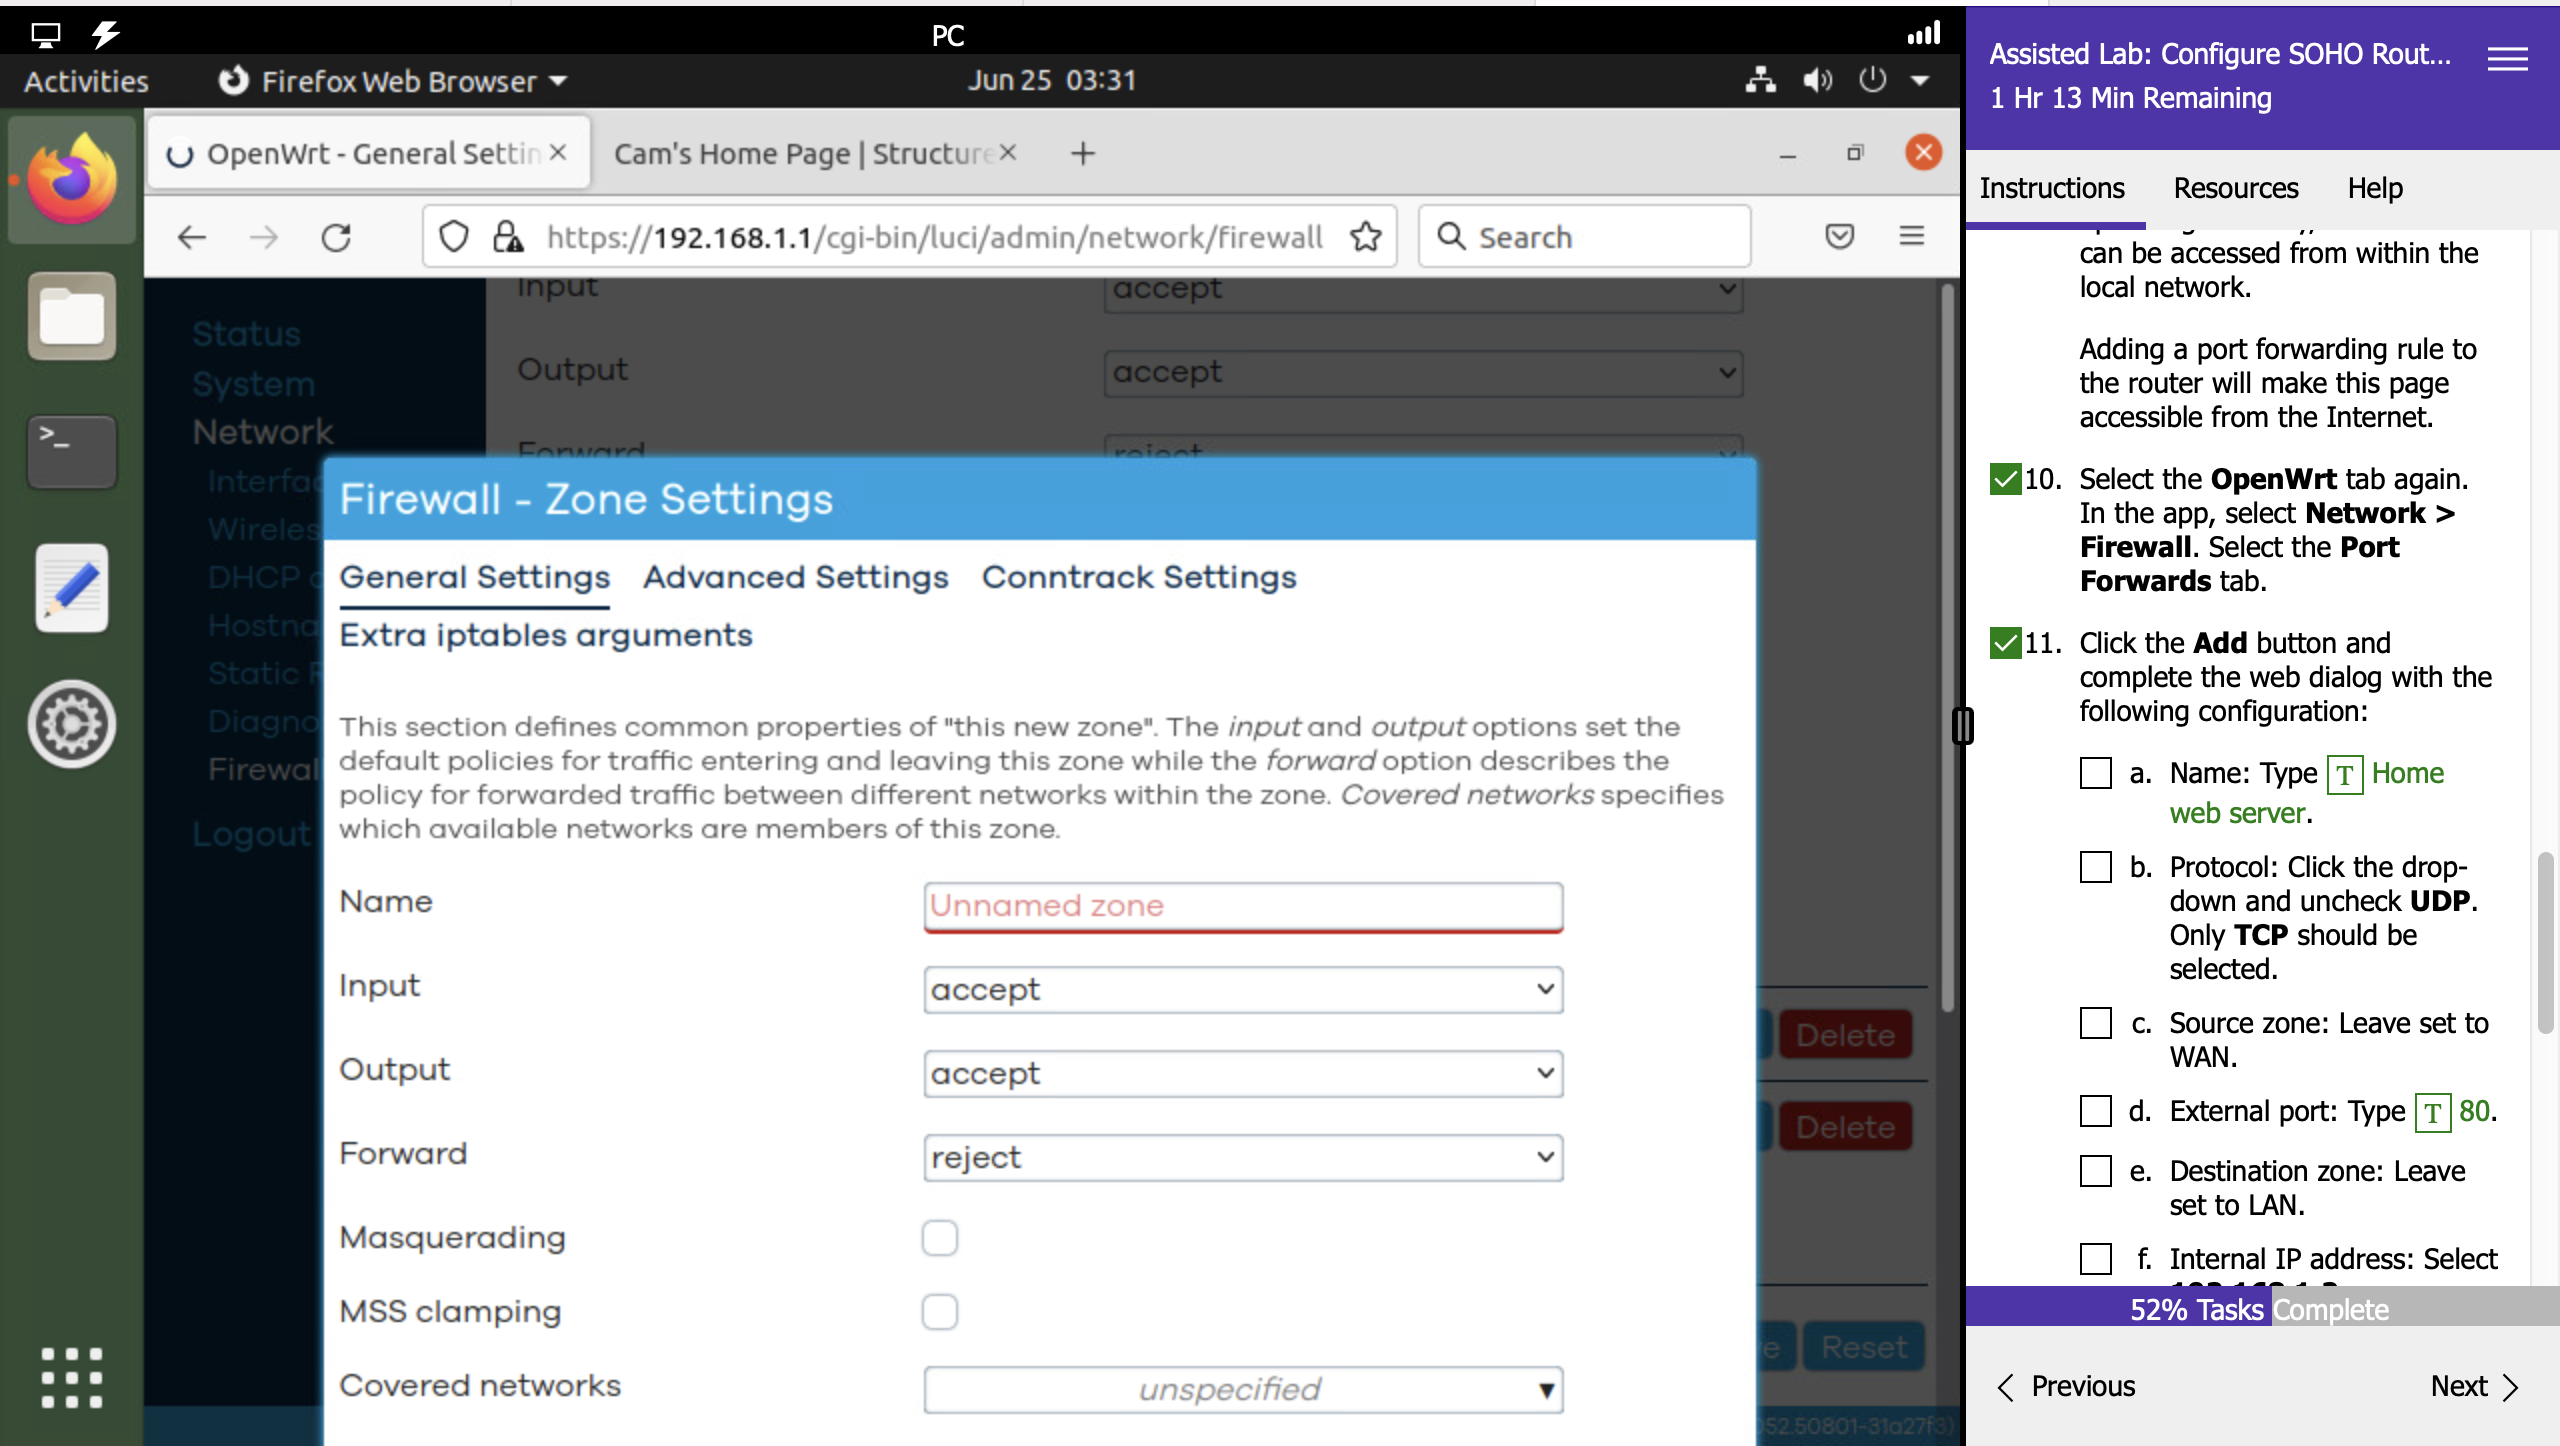 PC
Activities
Firefox Web Browser
Jun 25 03:31
OpenWrt - General Settin
Cam's Home Page | Structure
https://192.168.1.1/cgi-bin/luci/admin/network/firewall
Search
Status
System
Network
Interfac
Wireles
DHCP
Hostna
Static
Diagno
Firewal
Logout
Input
accept
Output
accept
Forward
reject
Firewall - Zone Settings
General Settings
Advanced Settings
Conntrack Settings
Extra iptables arguments
This section defines common properties of "this new zone". The input and output options set the
default policies for traffic entering and leaving this zone while the forward option describes the
policy for forwarded traffic between different networks within the zone. Covered networks specifies
which available networks are members of this zone.
Name
Unnamed zone
Input
accept
Output
accept
Forward
reject
Masquerading
MSS clamping
Covered networks
unspecified
Delete
Delete
Reset
052.50801-31a27f3)
Assisted Lab: Configure SOHO Rout...
1 Hr 13 Min Remaining
Instructions
Resources
Help
can be accessed from within the
local network.
Adding a port forwarding rule to
the router will make this page
accessible from the Internet.
10. Select the OpenWrt tab again.
In the app, select Network >
Firewall. Select the Port
Forwards tab.
11. Click the Add button and
complete the web dialog with the
following configuration:
a. Name: Type T Home
web server.
b. Protocol: Click the drop-
down and uncheck UDP.
Only TCP should be
selected.
c. Source zone: Leave set to
WAN.
d. External port: Type T 80.
e. Destination zone: Leave
set to LAN.
f. Internal IP address: Select
52% Tasks Complete
Previous
Next